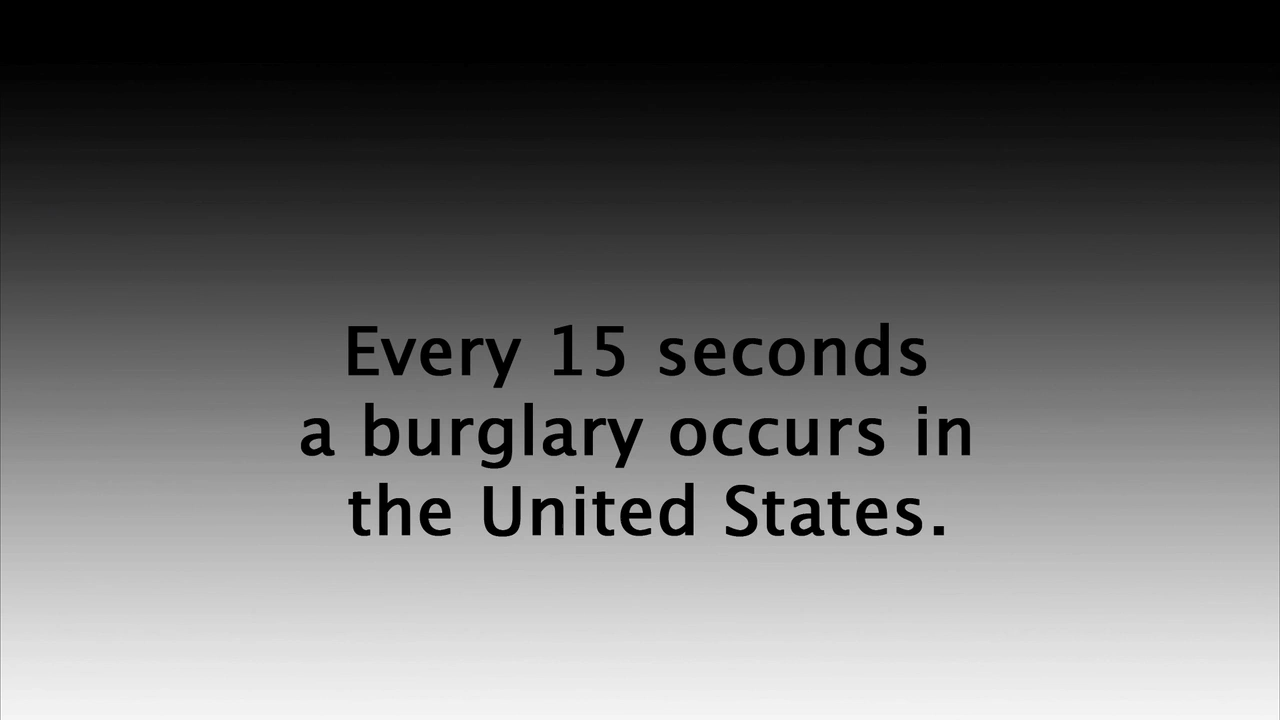 Every 15 seconds
a burglary occurs in
the United States.